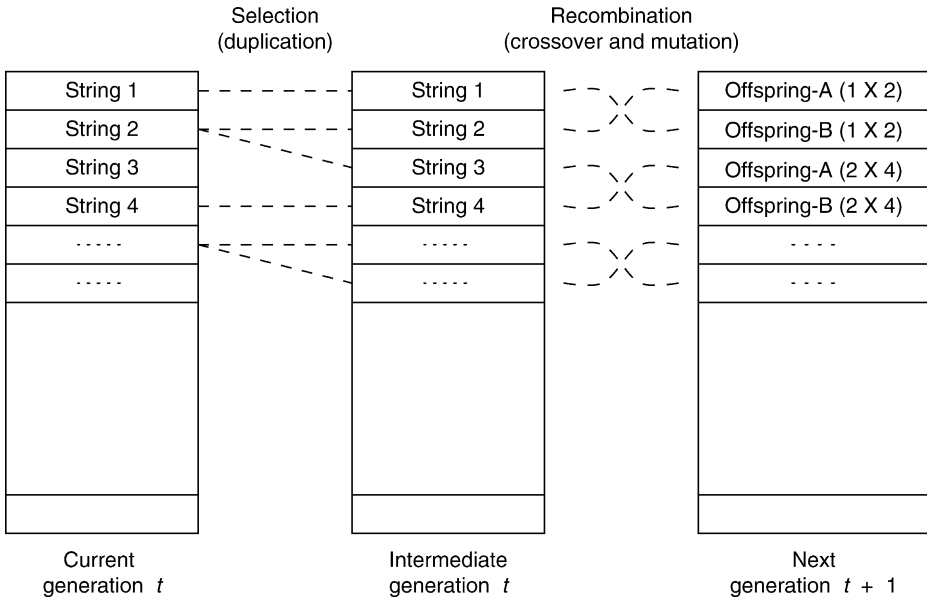 Selection
(duplication)
Recombination
(crossover and mutation)
String 1
String 2
String 3
String 4
- - - - -
- - - - -
String 1
String 2
String 3
String 4
- - - - -
- - - - -
Offspring-A (1 X 2)
Offspring-B (1 X 2)
Offspring-A (2 X 4)
Offspring-B (2 X 4)
- - - -
- - - -
Current
generation t
Intermediate
generation t
Next
generation t + 1